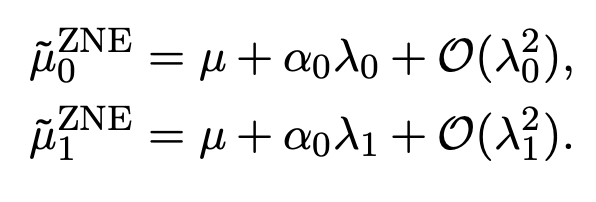 μ̃₀^ZNE = μ + α₀λ₀ + 𝒪(λ₀²),
μ̃₁^ZNE = μ + α₀λ₁ + 𝒪(λ₁²).